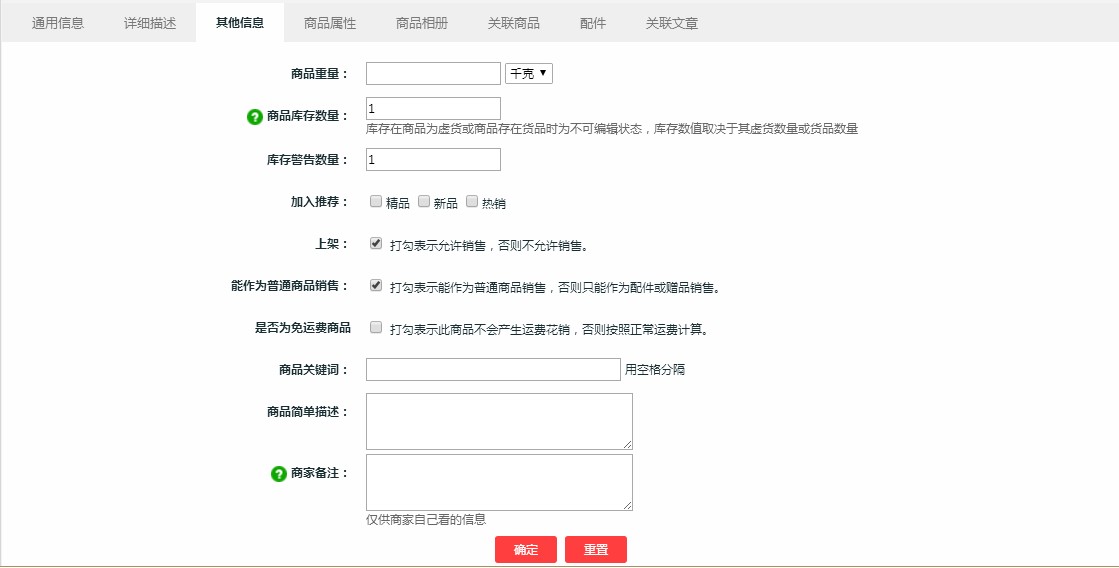 通用信息 详细描述 其他信息 商品属性 商品相册 关联商品 配件 关联文章
商品重量： 千克
商品库存数量： 1
库存在商品为虚货或商品存在货品时为不可编辑状态，库存数值取决于其虚货数量或货品数量
库存警告数量： 1
加入推荐： 精品 新品 热销
上架： 打勾表示允许销售，否则不允许销售。
能作为普通商品销售： 打勾表示能作为普通商品销售，否则只能作为配件或赠品销售。
是否为免运费商品 打勾表示此商品不会产生运费花销，否则按照正常运费计算。
商品关键词： 用空格分隔
商品简单描述：
商家备注：
仅供商家自己看的信息
确定 重置